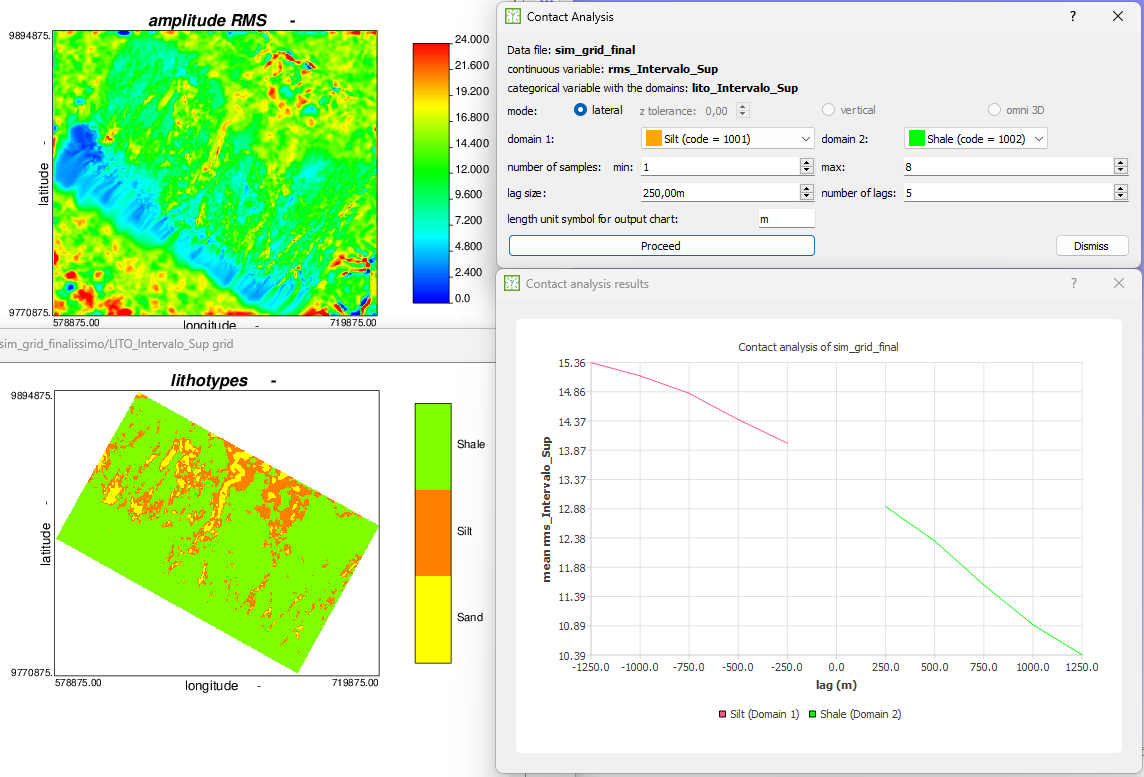 amplitude RMS -
9894875.
latitude -
9770875.
578875.00
719875.00
longitude -
24.000
21.600
19.200
16.800
14.400
12.000
9.600
7.200
4.800
2.400
0.0
sim_grid_finalissimo/LITO_Intervalo_Sup grid
lithotypes -
9894875.
latitude -
9770875.
578875.00
719875.00
longitude -
Shale
Silt
Sand
Contact Analysis
?
Data file: sim_grid_final
continuous variable: rms_Intervalo_Sup
categorical variable with the domains: lito_Intervalo_Sup
mode: lateral z tolerance: 0,00 vertical omni 3D
domain 1: Silt (code = 1001) domain 2: Shale (code = 1002)
number of samples: min: 1 max: 8
lag size: 250,00m number of lags: 5
length unit symbol for output chart: m
Proceed Dismiss
Contact analysis results
?
Contact analysis of sim_grid_final
mean rms_Intervalo_Sup
15.36
14.86
14.37
13.87
13.37
12.88
12.38
11.88
11.39
10.89
10.39
-1250.0 -1000.0 -750.0 -500.0 -250.0 0.0 250.0 500.0 750.0 1000.0 1250.0
lag (m)
Silt (Domain 1) Shale (Domain 2)